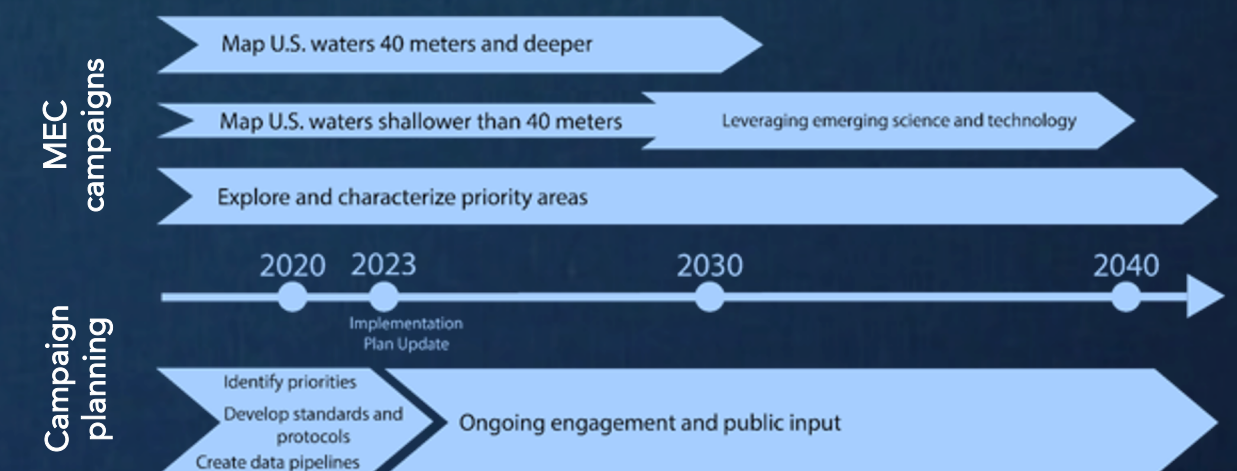 MEC
campaigns
Map U.S. waters 40 meters and deeper
Map U.S. waters shallower than 40 meters
Leveraging emerging science and technology
Explore and characterize priority areas
2020
2023
2030
2040
Implementation
Plan Update
Campaign
planning
Identify priorities
Develop standards and
protocols
Create data pipelines
Ongoing engagement and public input